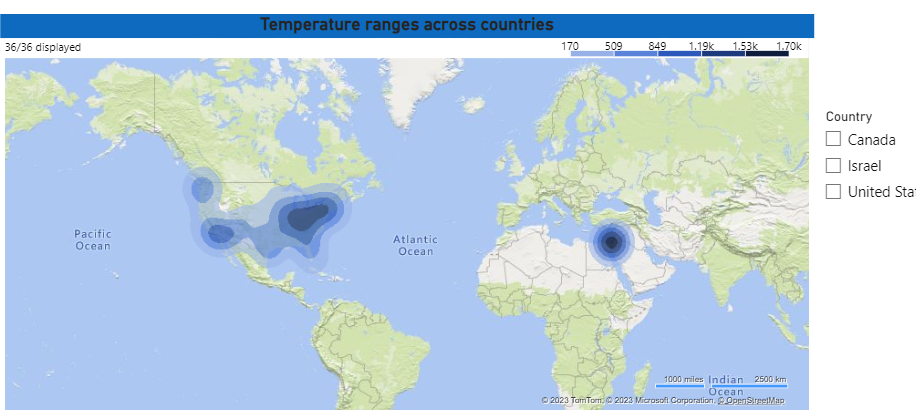 Temperature ranges across countries
36/36 displayed
170 509 849 1.19k 1.53k 1.70k
Country
Canada
Israel
United Sta
Pacific
Ocean
Atlantic
Ocean
1000 miles 2500 km
Indian
Ocean
© 2023 TomTom, © 2023 Microsoft Corporation, © OpenStreetMap